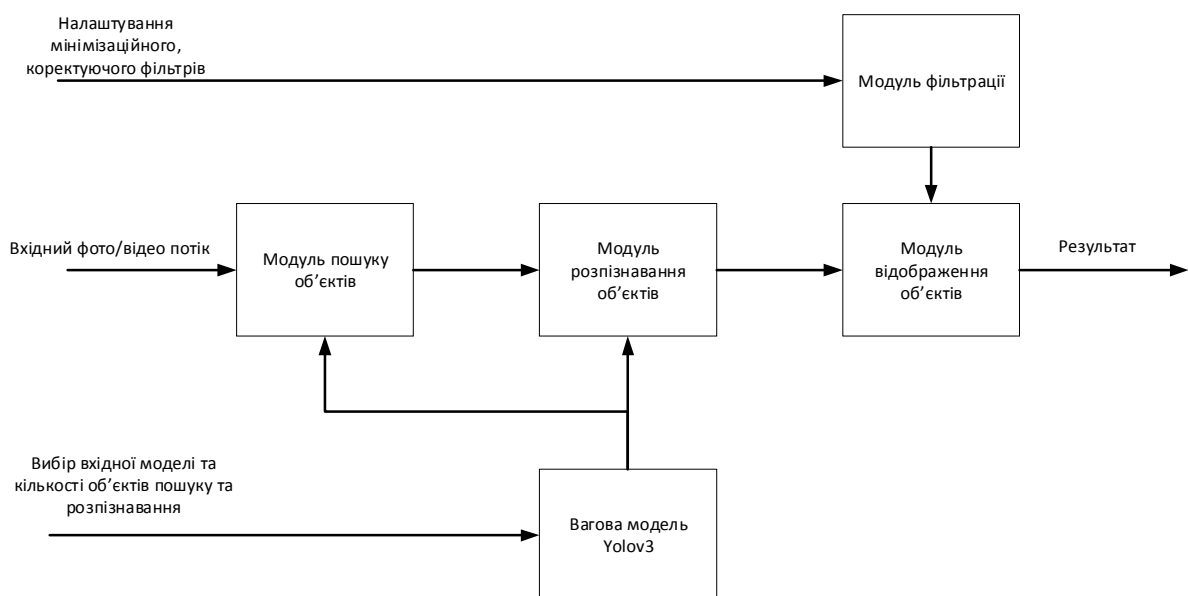 Налаштування
мінімізаційного,
коректуючого фільтрів
Модуль фільтрації
Вхідний фото/відео потік
Модуль пошуку
об’єктів
Модуль
розпізнавання
об’єктів
Модуль
відображення
об’єктів
Результат
Вибір вхідної моделі та
кількості об’єктів пошуку та
розпізнавання
Вагова модель
Yolov3